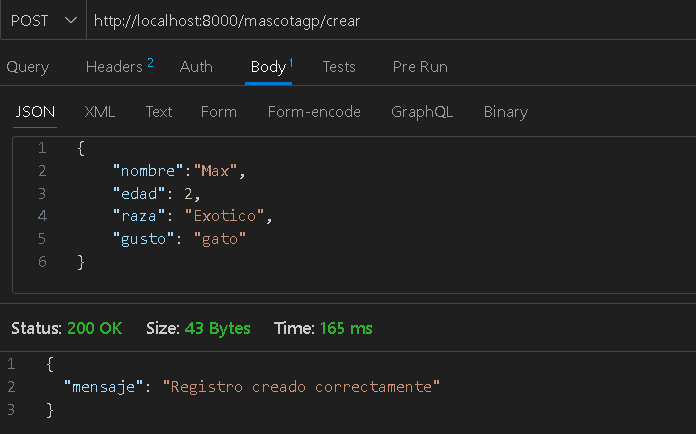 POST http://localhost:8000/mascotagp/crear
Query Headers 2 Auth Body 1 Tests Pre Run
JSON XML Text Form Form-encode GraphQL Binary
1 {
2 "nombre":"Max",
3 "edad": 2,
4 "raza": "Exotico",
5 "gusto": "gato"
6 }
Status: 200 OK Size: 43 Bytes Time: 165 ms
1 {
2 "mensaje": "Registro creado correctamente"
3 }